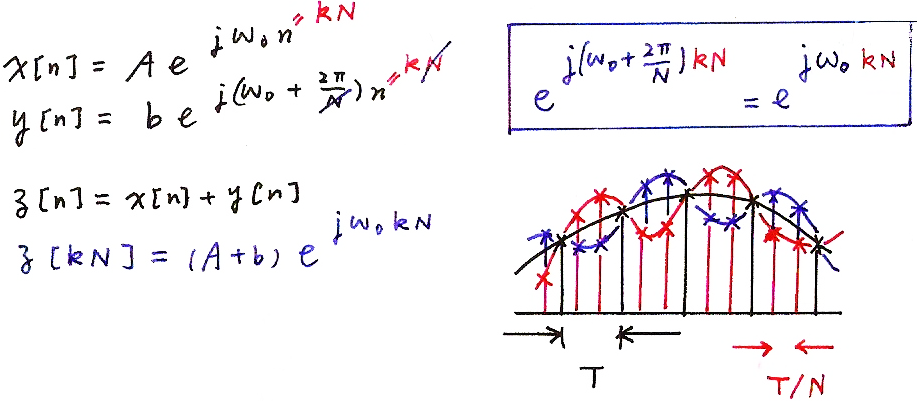 x[n] = A e^{jω₀n} = kN
y[n] = b e^{j(ω₀ + 2π/N)n} = kN
z[n] = x[n] + y[n]
z[kN] = (A+b) e^{jω₀kN}
e^{j(ω₀ + 2π/N)kN} = e^{jω₀kN}
T
T/N